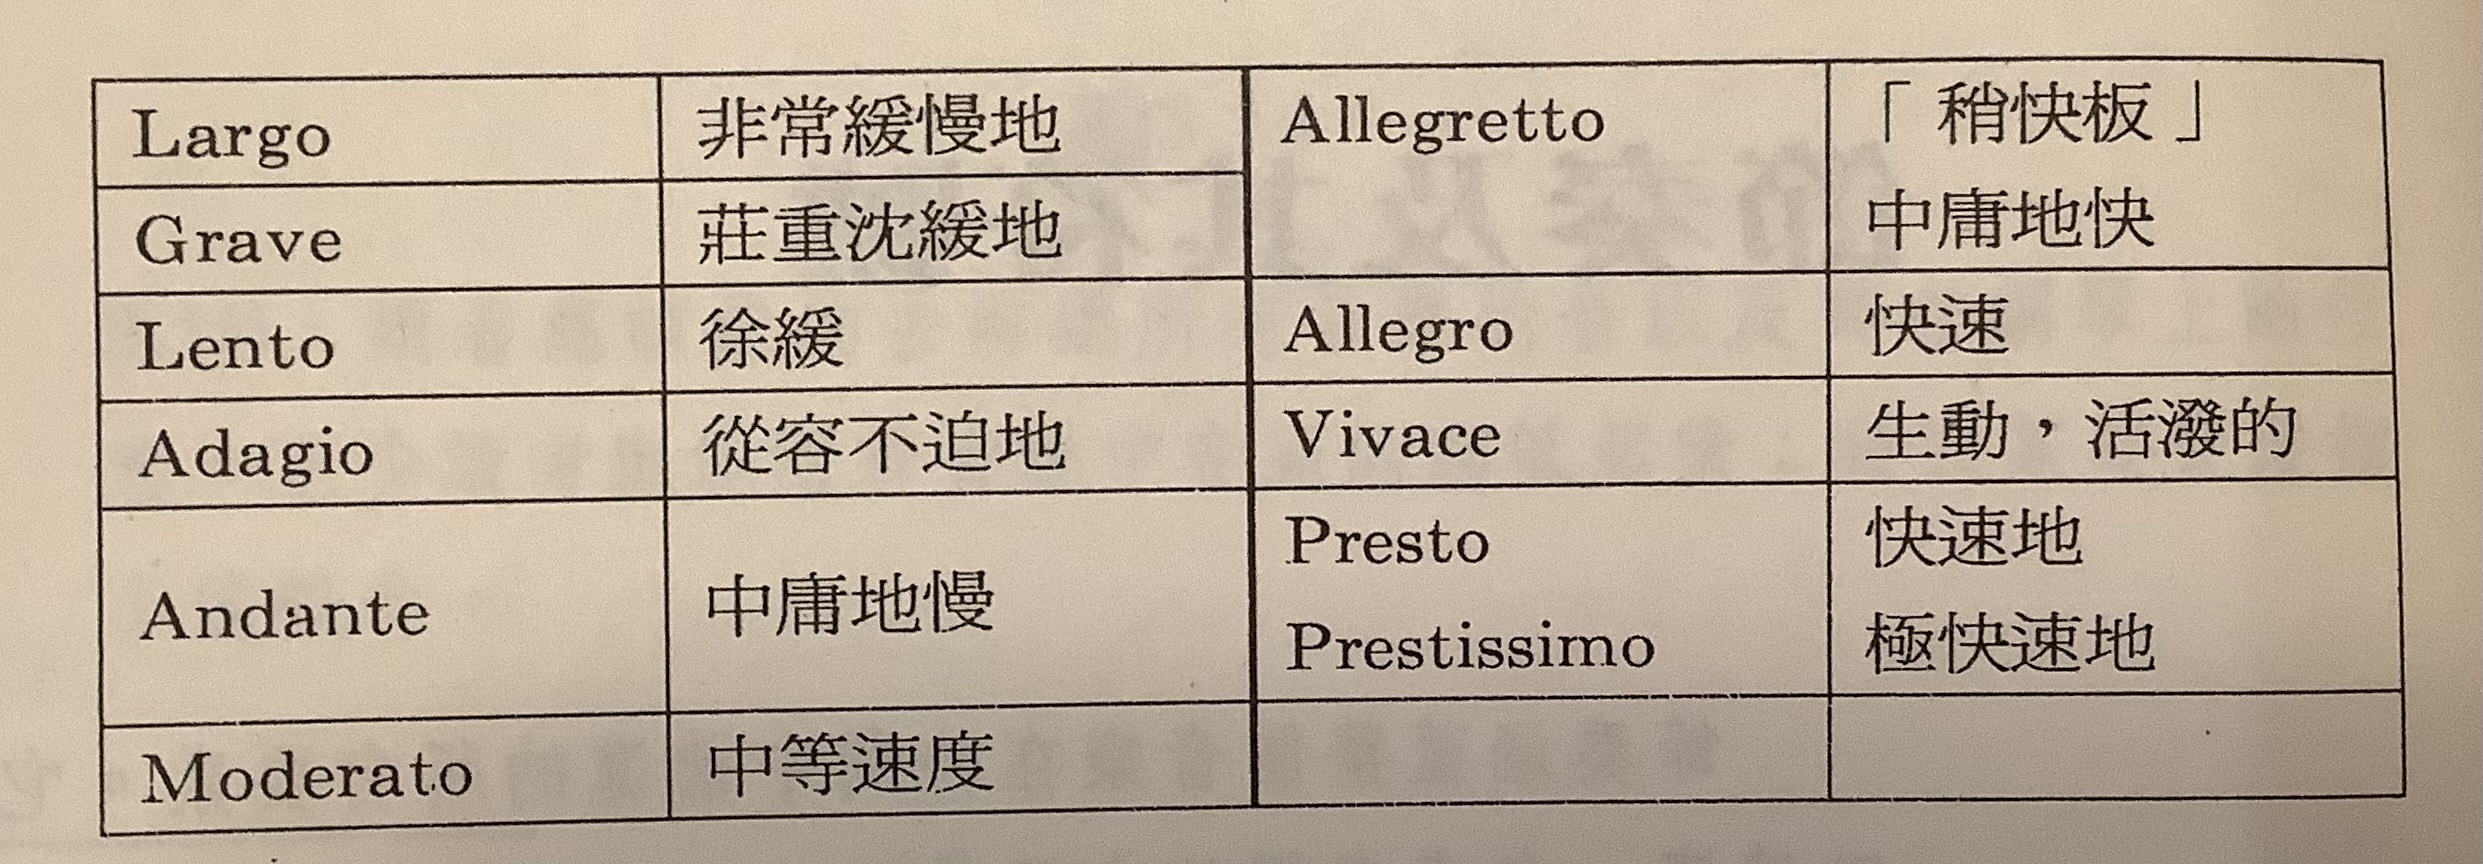 Largo 非常緩慢地
Grave 莊重沈緩地
Lento 徐緩
Adagio 從容不迫地
Andante 中庸地慢
Moderato 中等速度
Allegretto 「稍快板」
中庸地快
Allegro 快速
Vivace 生動，活潑的
Presto 快速地
Prestissimo 極快速地